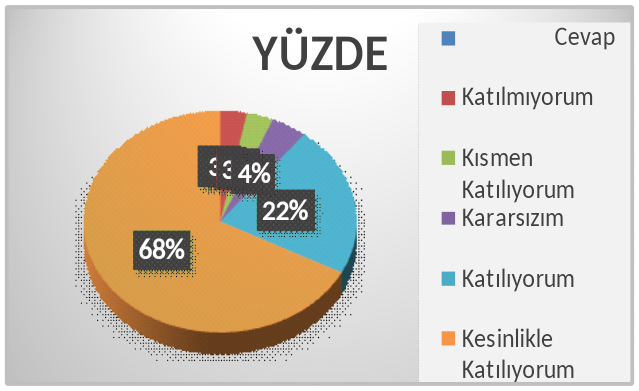 YÜZDE
Cevap
Katılmıyorum
Kısmen
Katılıyorum
Kararsızım
Katılıyorum
Kesinlikle
Katılıyorum
4%
22%
68%